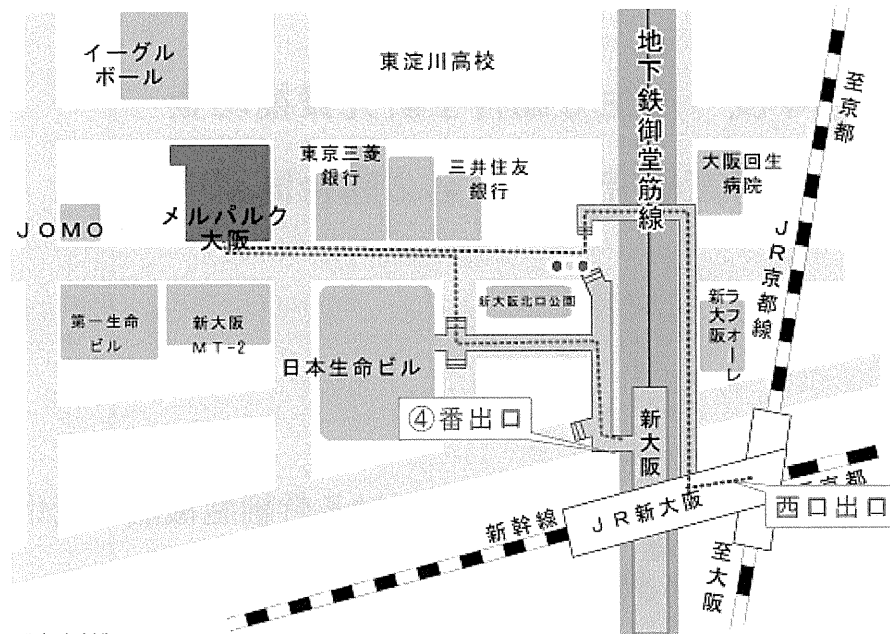 イーグル
ボール
東淀川高校
地下鉄御堂筋線
至京都
東京三菱
銀行
三井住友
銀行
大阪回生
病院
JOMO
メルパルク
大阪
JR京都線
第一生命
ビル
新大阪
MT-2
新大阪北口公園
ラフォーレ
新大阪
日本生命ビル
④番出口
新大阪
京都
西口出口
JR新大阪
新幹線
至大阪